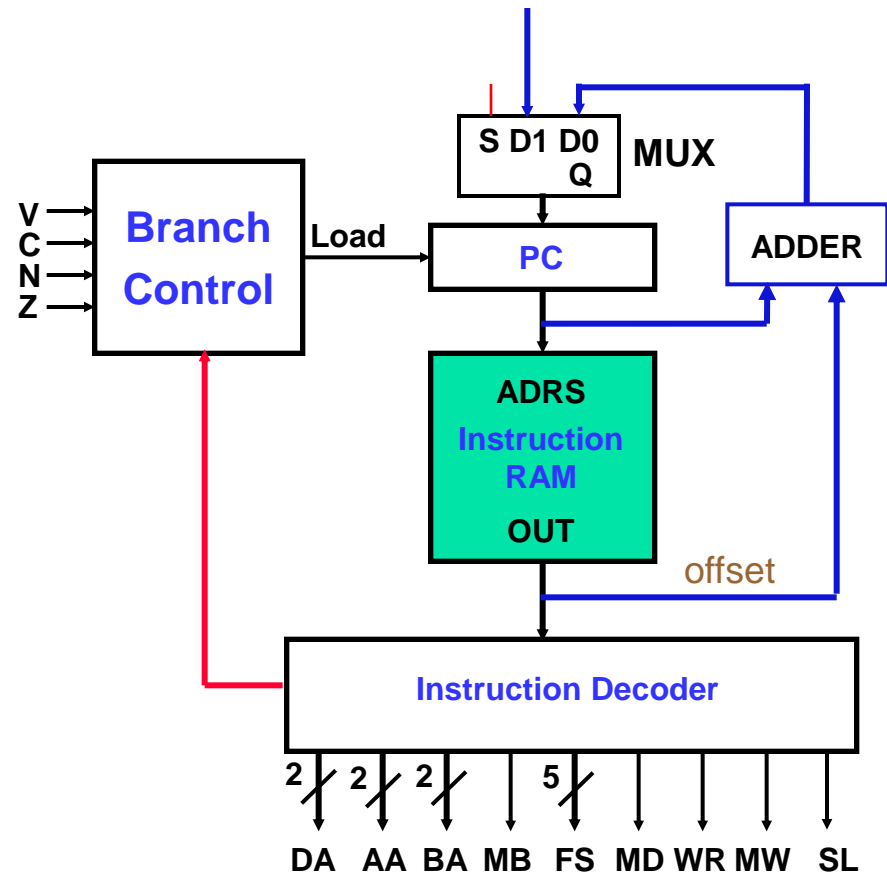 S D1 D0
Q
MUX
V
C
N
Z
Branch
Control
Load
PC
ADDER
ADRS
Instruction
RAM
OUT
offset
Instruction Decoder
2 2 2 5
DA AA BA MB FS MD WR MW SL